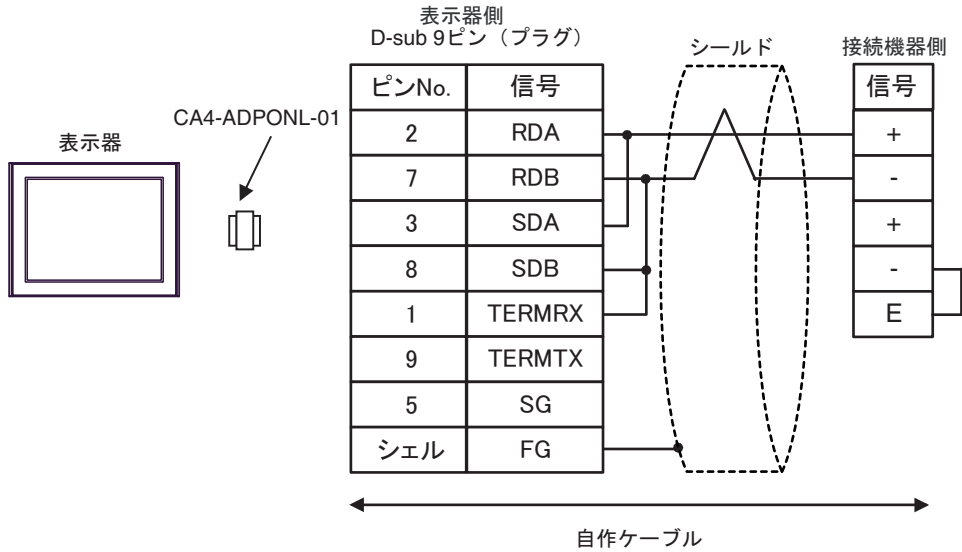 表示器側
D-sub 9ピン（プラグ）
シールド
接続機器側
CA4-ADPONL-01
表示器
ピンNo. 信号
2 RDA
7 RDB
3 SDA
8 SDB
1 TERMRX
9 TERMTX
5 SG
シェル FG
信号
+
-
+
-
E
自作ケーブル